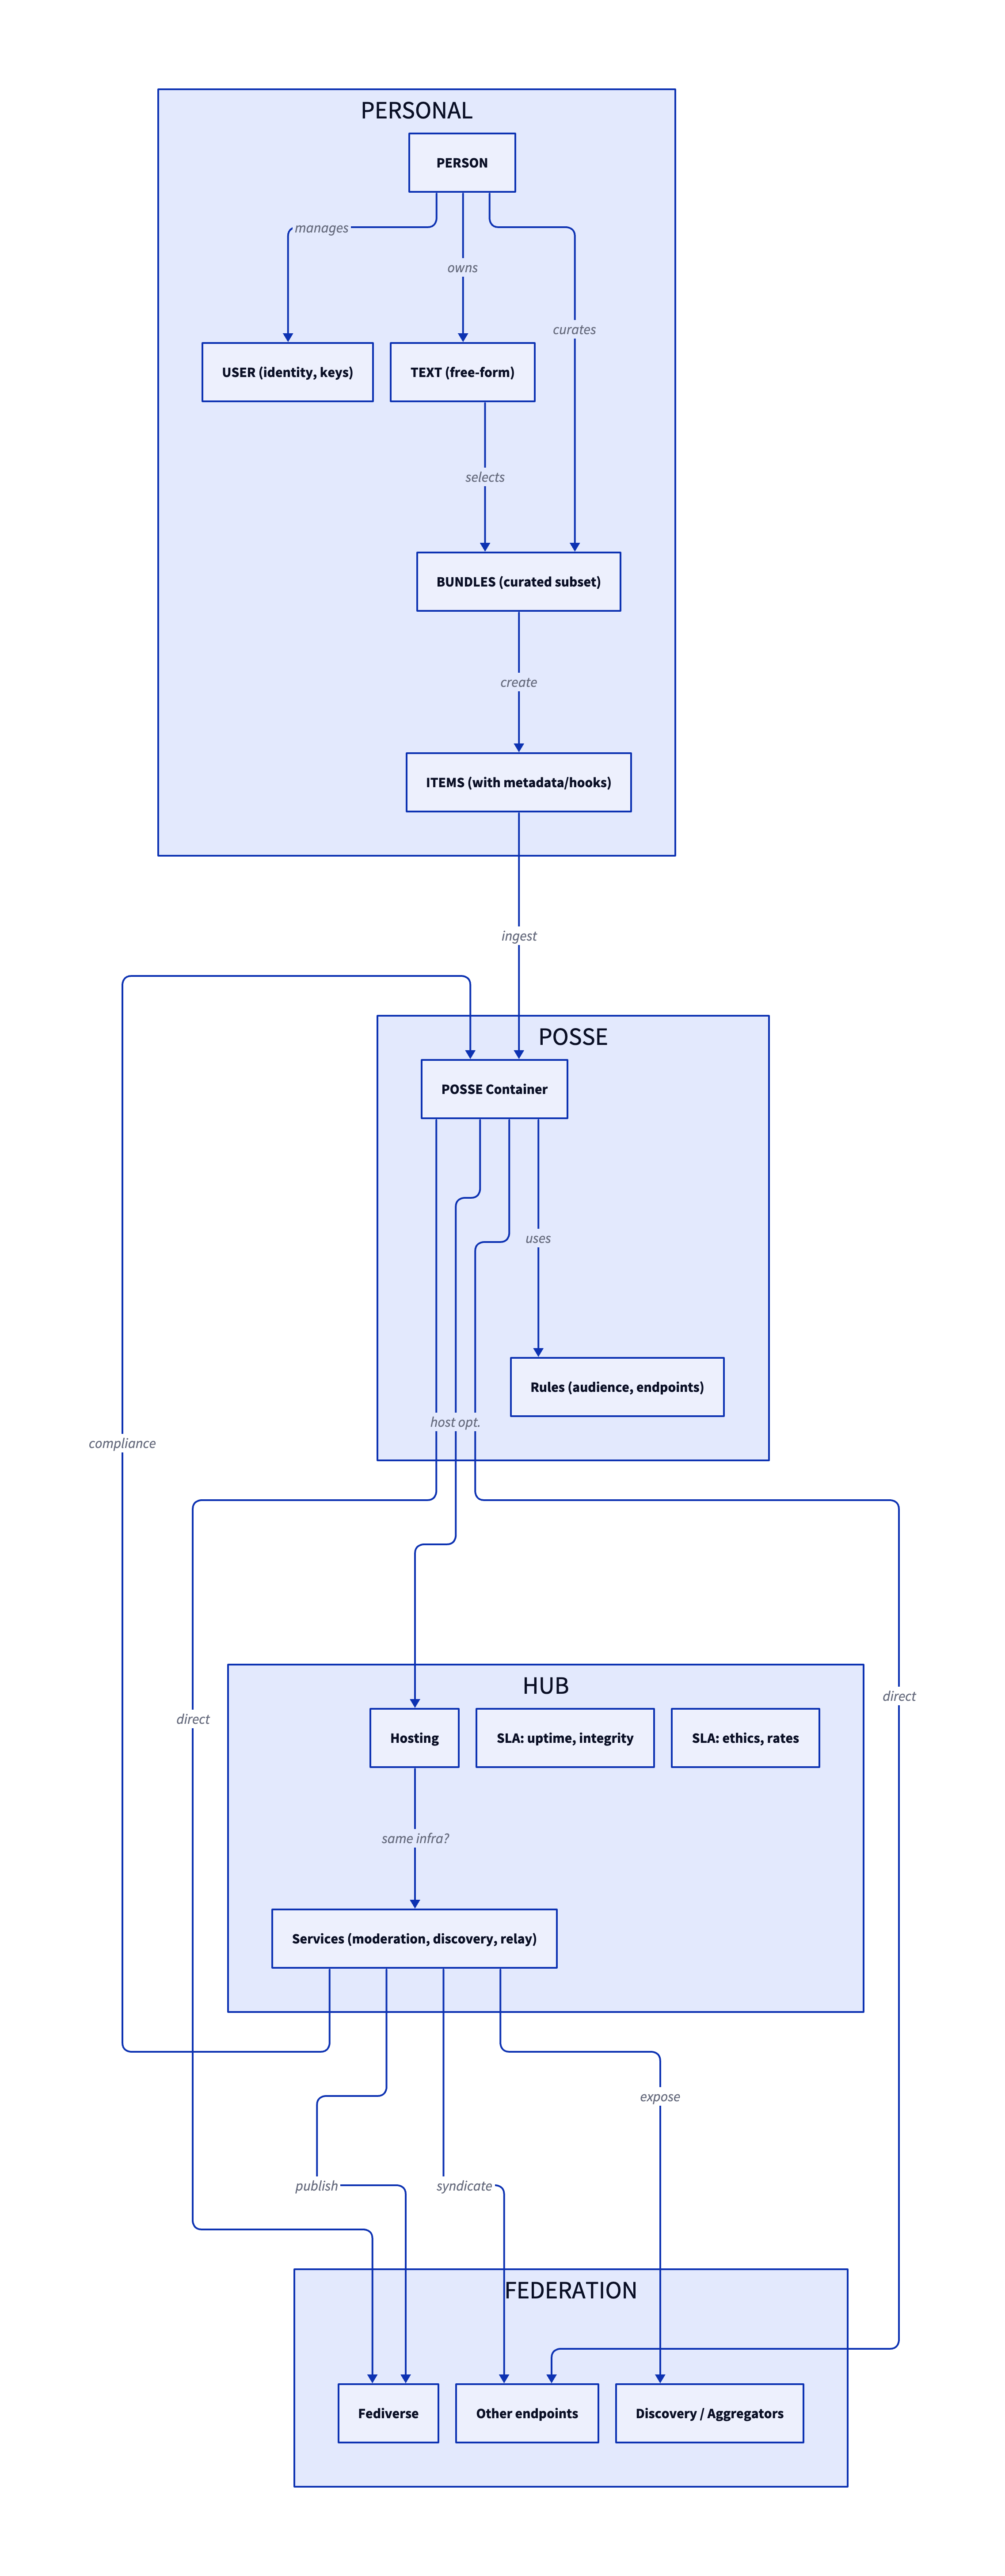 PERSONAL
PERSON
manages
owns
curates
USER (identity, keys)
TEXT (free-form)
selects
BUNDLES (curated subset)
create
ITEMS (with metadata/hooks)
ingest
POSSE
POSSE Container
uses
Rules (audience, endpoints)
host opt.
compliance
direct
direct
HUB
Hosting
SLA: uptime, integrity
SLA: ethics, rates
same infra?
Services (moderation, discovery, relay)
expose
publish
syndicate
FEDERATION
Fediverse
Other endpoints
Discovery / Aggregators